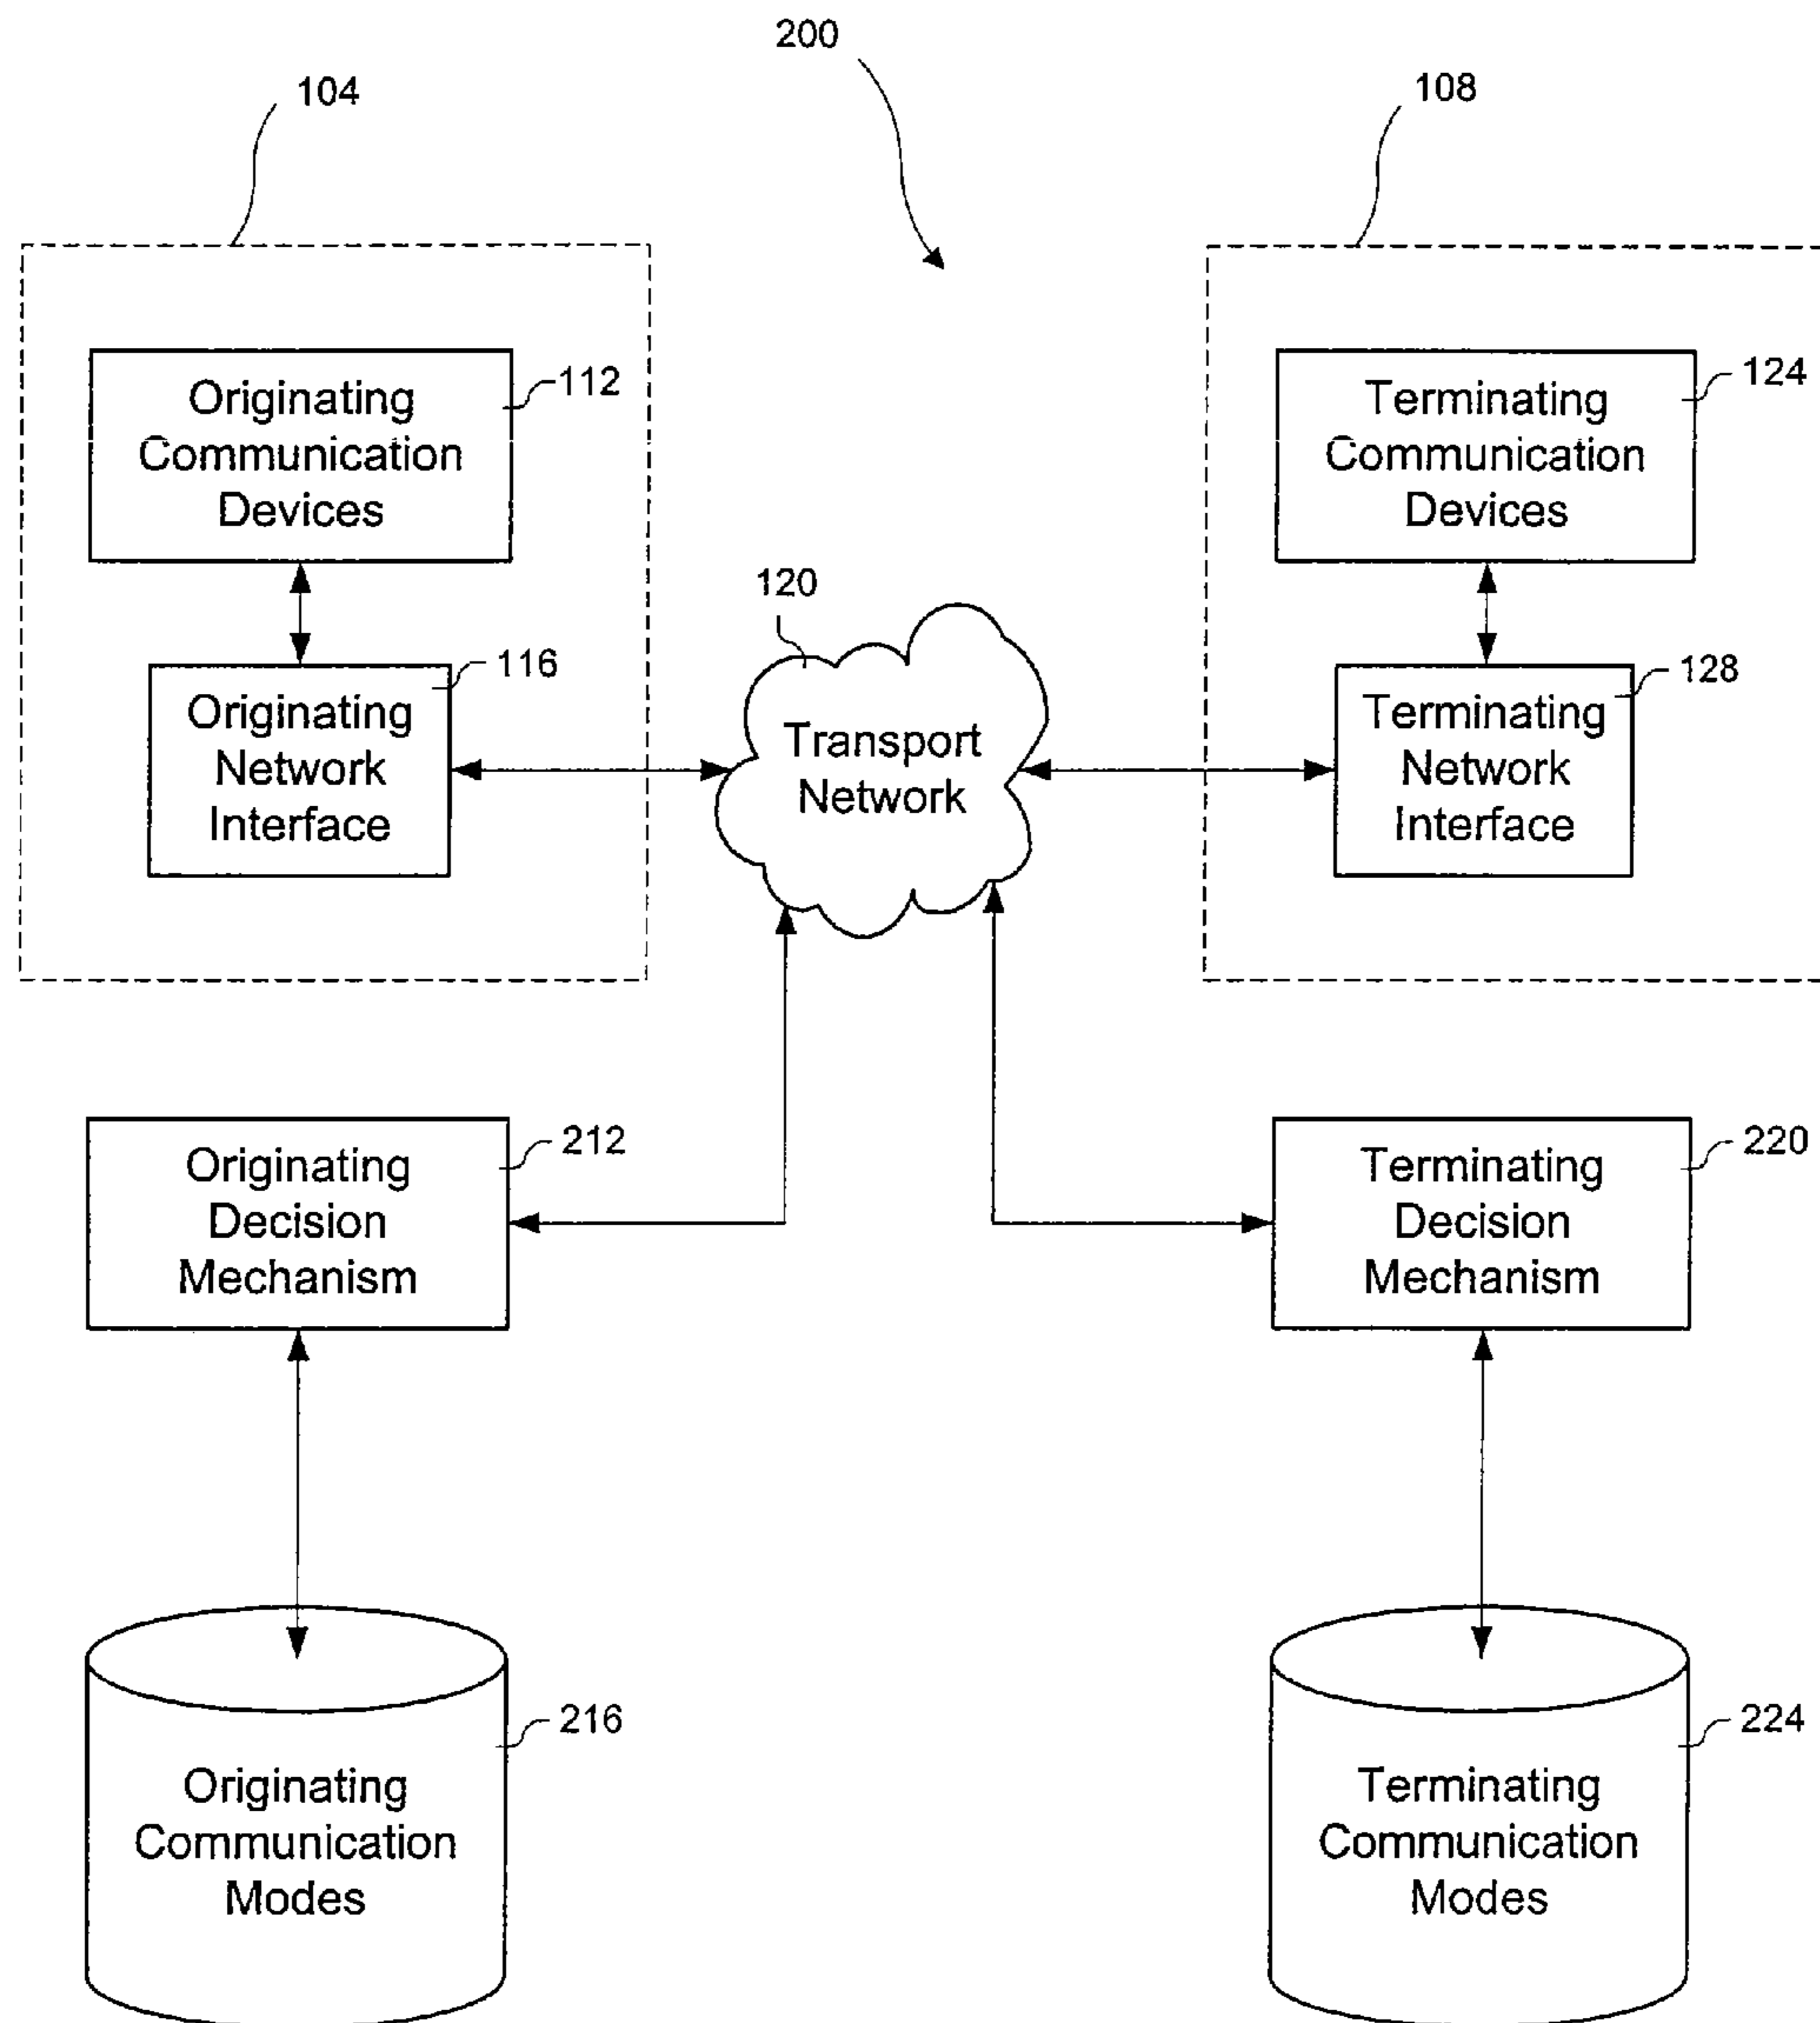 200
104
108
Originating
Communication
Devices
112
Terminating
Communication
Devices
124
120
Originating
Network
Interface
116
Transport
Network
Terminating
Network
Interface
128
Originating
Decision
Mechanism
212
Terminating
Decision
Mechanism
220
Originating
Communication
Modes
216
Terminating
Communication
Modes
224